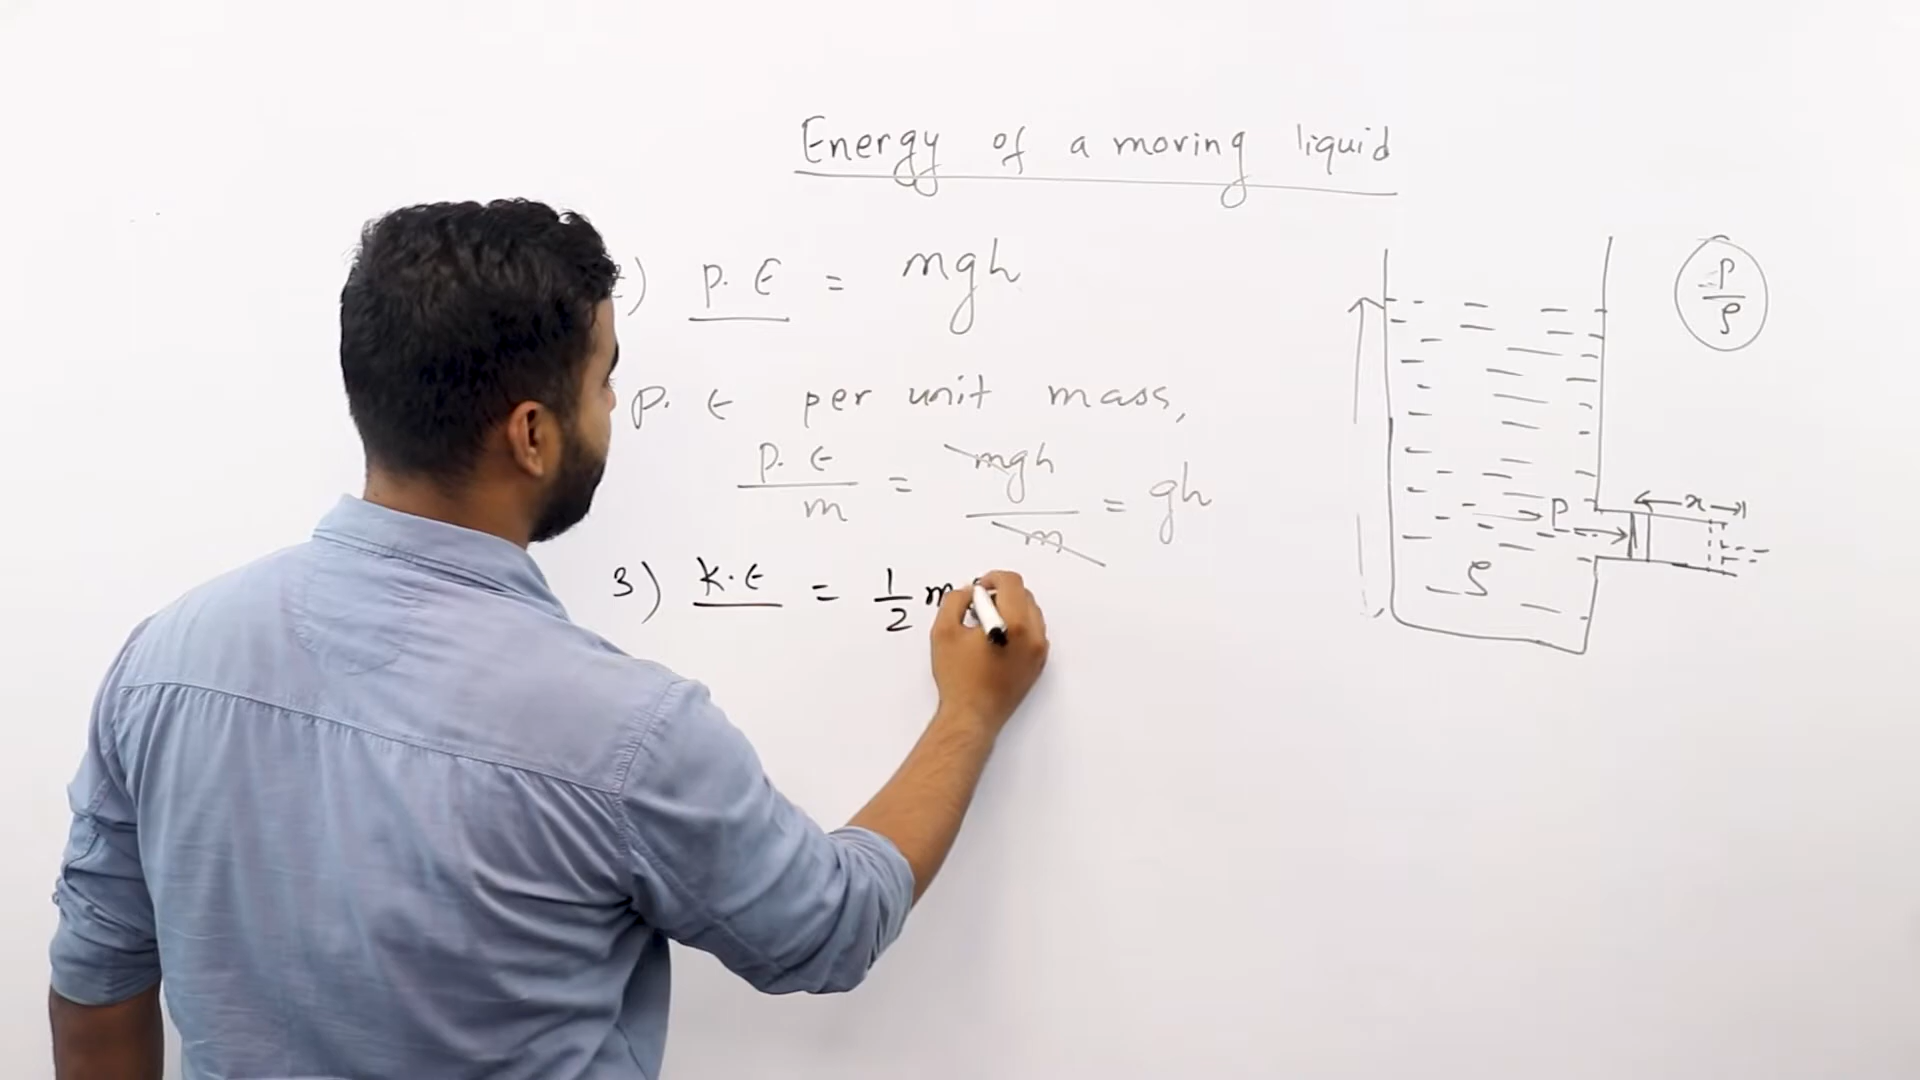 Energy of a moving liquid
2) P.E = mgh
P.E per unit mass,
P.E/m = mgh/m = gh
3) K.E = 1/2 m
P/ρ
x
P
ρ